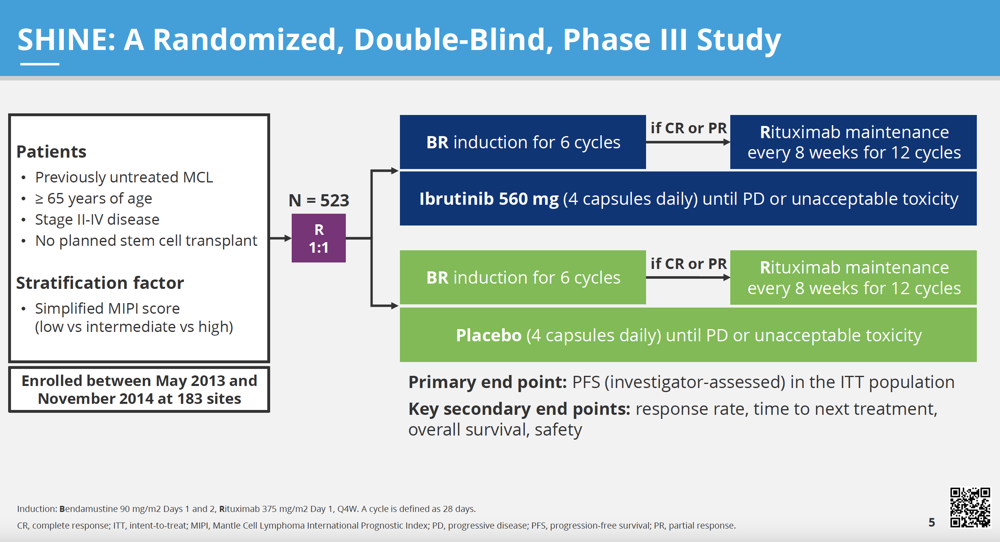 SHINE: A Randomized, Double-Blind, Phase III Study
Patients
• Previously untreated MCL
• ≥ 65 years of age
• Stage II-IV disease
• No planned stem cell transplant
Stratification factor
• Simplified MIPI score
(low vs intermediate vs high)
Enrolled between May 2013 and
November 2014 at 183 sites
N = 523
R
1:1
BR induction for 6 cycles
if CR or PR
Rituximab maintenance
every 8 weeks for 12 cycles
Ibrutinib 560 mg (4 capsules daily) until PD or unacceptable toxicity
BR induction for 6 cycles
if CR or PR
Rituximab maintenance
every 8 weeks for 12 cycles
Placebo (4 capsules daily) until PD or unacceptable toxicity
Primary end point: PFS (investigator-assessed) in the ITT population
Key secondary end points: response rate, time to next treatment,
overall survival, safety
Induction: Bendamustine 90 mg/m2 Days 1 and 2, Rituximab 375 mg/m2 Day 1, Q4W. A cycle is defined as 28 days.
CR, complete response; ITT, intent-to-treat; MIPI, Mantle Cell Lymphoma International Prognostic Index; PD, progressive disease; PFS, progression-free survival; PR, partial response.
5